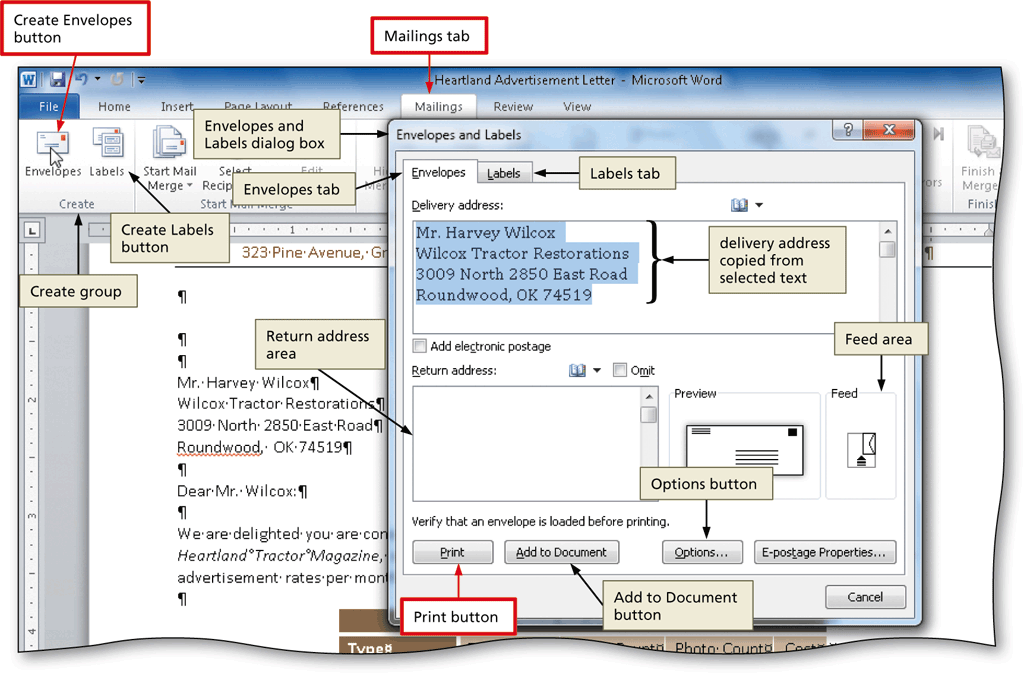 Create Envelopes
button
Mailings tab
Heartland Advertisement Letter - Microsoft Word
File Home Insert Page Layout References Mailings Review View
Envelopes and
Labels dialog box
Envelopes and Labels
Envelopes Labels Start Mail
Merge
Select
Edit
Finish
Merge
Envelopes tab
Envelopes Labels
Labels tab
Create Start Mail Merge
Create Labels
button
Create group
Delivery address:
Mr. Harvey Wilcox
Wilcox Tractor Restorations
3009 North 2850 East Road
Roundwood, OK 74519
delivery address
copied from
selected text
323·Pine·Avenue,·
¶
¶
¶
¶
Return address
area
Add electronic postage
Feed area
Return address: Omit
Preview Feed
Mr.·Harvey·Wilcox¶
Wilcox·Tractor·Restorations¶
3009·North·2850·East·Road¶
Roundwood,·OK·74519¶
¶
Dear·Mr.·Wilcox:¶
¶
We·are·delighted·you·are·
Heartland°Tractor°Magazine,·
advertisement·rates·per·
¶
Options button
Verify that an envelope is loaded before printing.
Print Add to Document Options... E-postage Properties...
Cancel
Print button
Add to Document
button
Type¤ Photo·Count¤